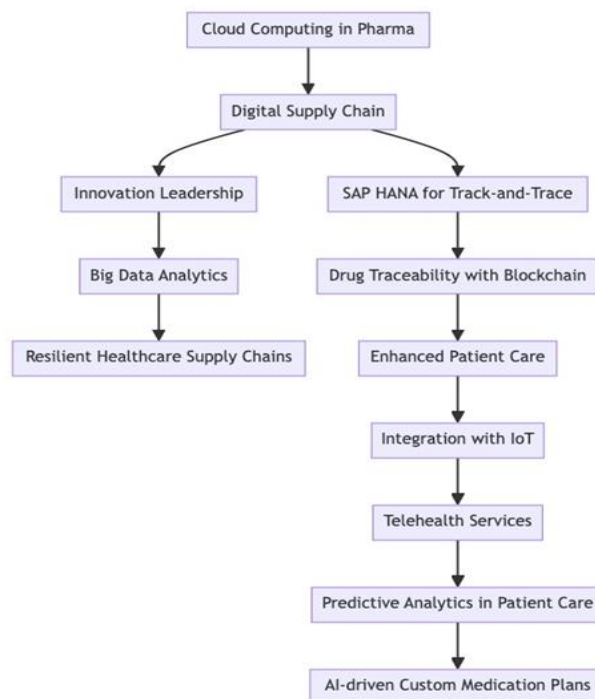 Cloud Computing in Pharma
Digital Supply Chain
Innovation Leadership
SAP HANA for Track-and-Trace
Big Data Analytics
Drug Traceability with Blockchain
Resilient Healthcare Supply Chains
Enhanced Patient Care
Integration with IoT
Telehealth Services
Predictive Analytics in Patient Care
AI-driven Custom Medication Plans